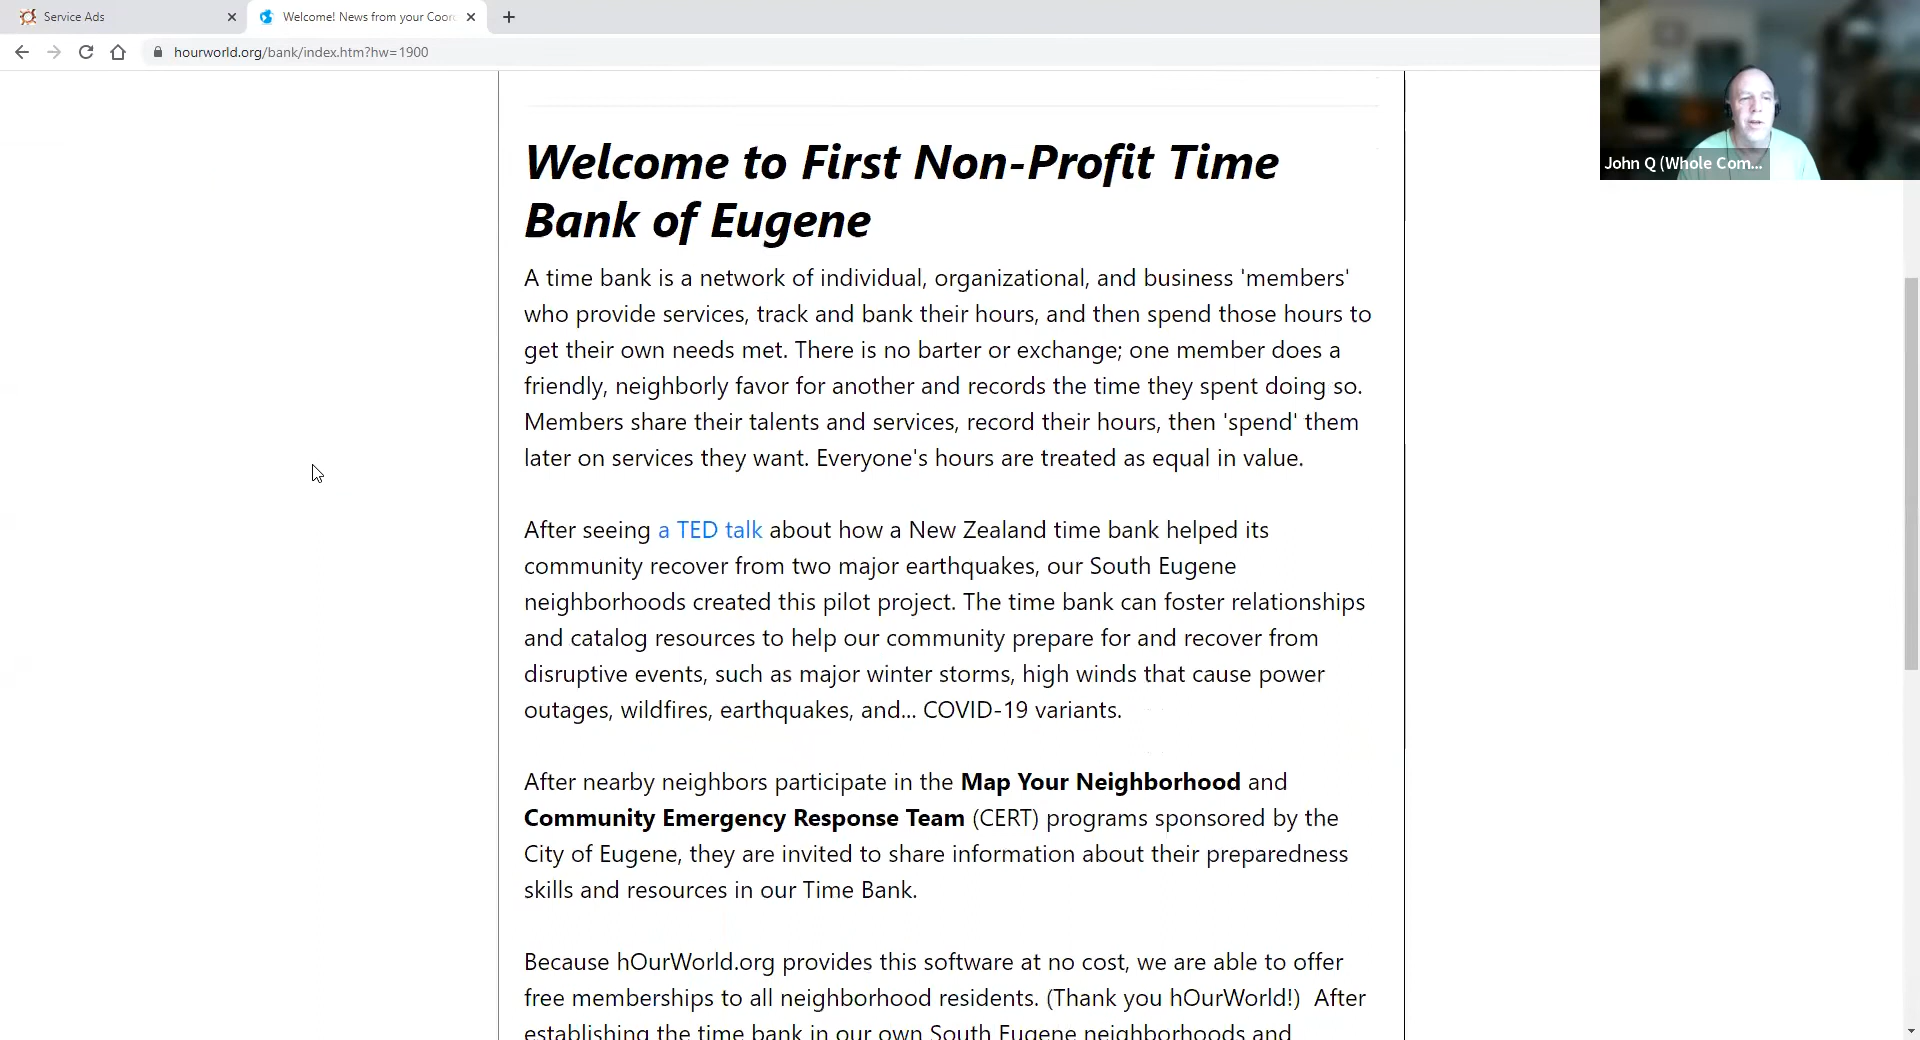 Service Ads
Welcome! News from your Coor
hourworld.org/bank/index.htm?hw=1900
John Q (Whole Com...
Welcome to First Non-Profit Time
Bank of Eugene
A time bank is a network of individual, organizational, and business 'members'
who provide services, track and bank their hours, and then spend those hours to
get their own needs met. There is no barter or exchange; one member does a
friendly, neighborly favor for another and records the time they spent doing so.
Members share their talents and services, record their hours, then 'spend' them
later on services they want. Everyone's hours are treated as equal in value.
After seeing a TED talk about how a New Zealand time bank helped its
community recover from two major earthquakes, our South Eugene
neighborhoods created this pilot project. The time bank can foster relationships
and catalog resources to help our community prepare for and recover from
disruptive events, such as major winter storms, high winds that cause power
outages, wildfires, earthquakes, and... COVID-19 variants.
After nearby neighbors participate in the Map Your Neighborhood and
Community Emergency Response Team (CERT) programs sponsored by the
City of Eugene, they are invited to share information about their preparedness
skills and resources in our Time Bank.
Because hOurWorld.org provides this software at no cost, we are able to offer
free memberships to all neighborhood residents. (Thank you hOurWorld!)  After
establishing the time bank in our own South Eugene neighborhoods and